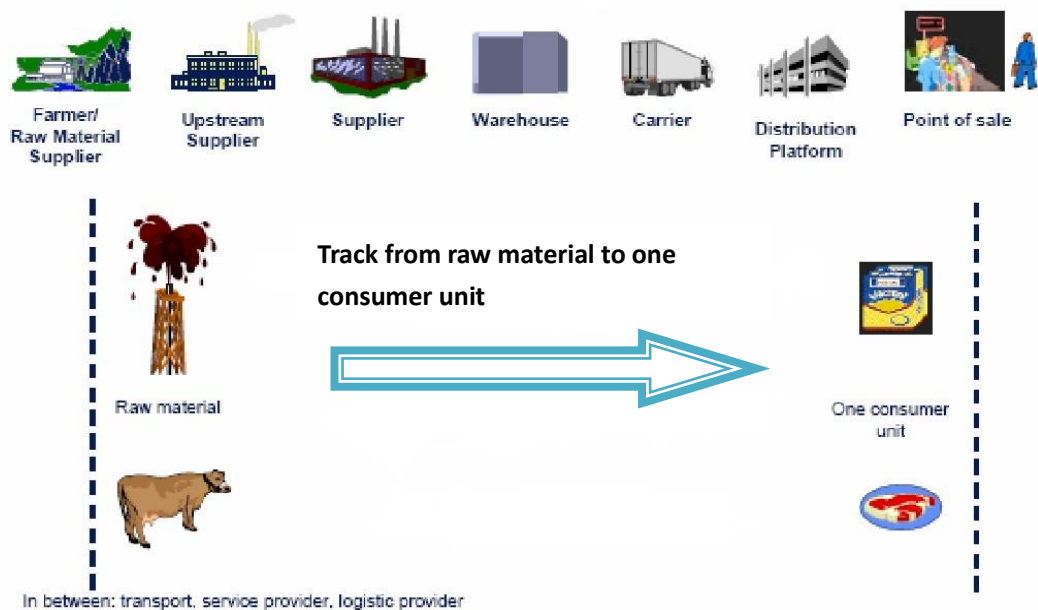 Farmer/
Raw Material
Supplier
Upstream
Supplier
Supplier
Warehouse
Carrier
Distribution
Platform
Point of sale
Track from raw material to one
consumer unit
Raw material
One consumer
unit
In between: transport, service provider, logistic provider